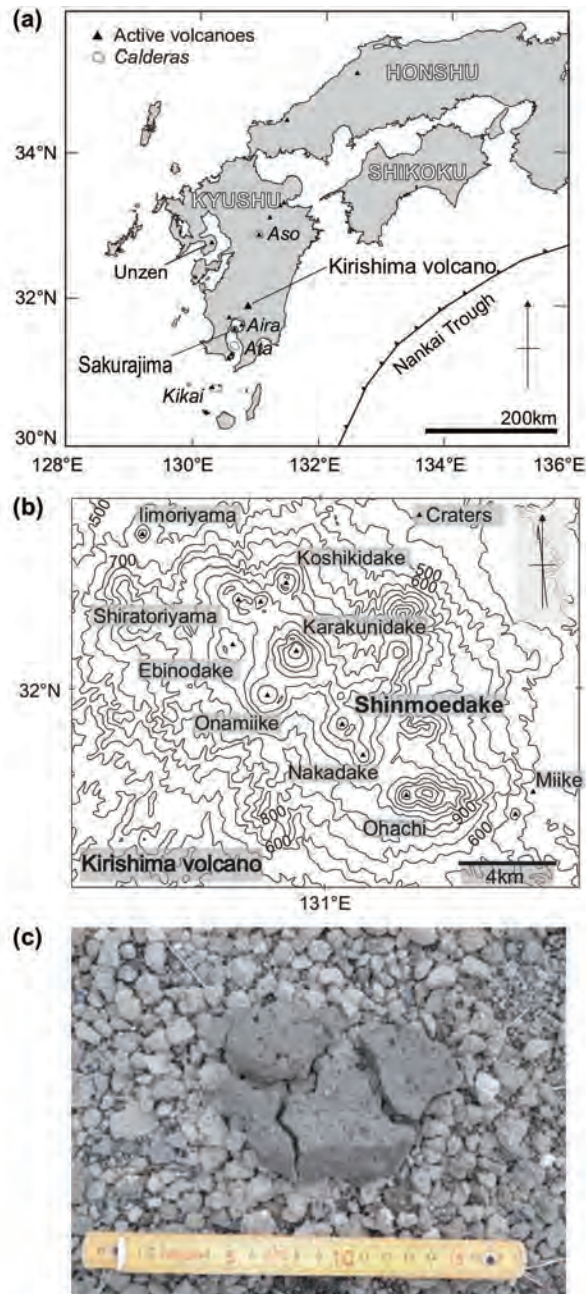 (a)
Active volcanoes
Calderas
HONSHU
34°N
SHIKOKU
KYUSHU
Aso
Unzen
Kirishima volcano
32°N
Aira
Sakurajima
Ata
Nankai Trough
Kikai
200km
30°N
128°E 130°E 132°E 134°E 136°E
(b)
500
Iimoriyama
Craters
700
Koshikidake
500
600
Shiratoriyama
Karakunidake
Ebinodake
32°N
Shinmoedake
Onamiike
Nakadake
Miike
900
800
Ohachi
600
600
Kirishima volcano
4km
131°E
(c)
5 10